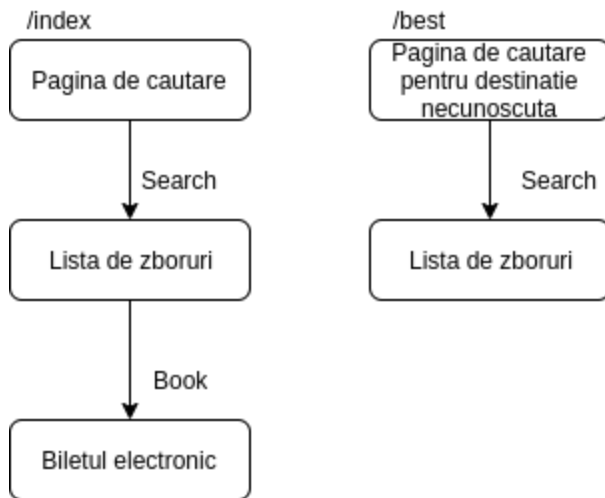 /index
Pagina de cautare
Search
Lista de zboruri
Book
Biletul electronic
/best
Pagina de cautare
pentru destinatie
necunoscuta
Search
Lista de zboruri